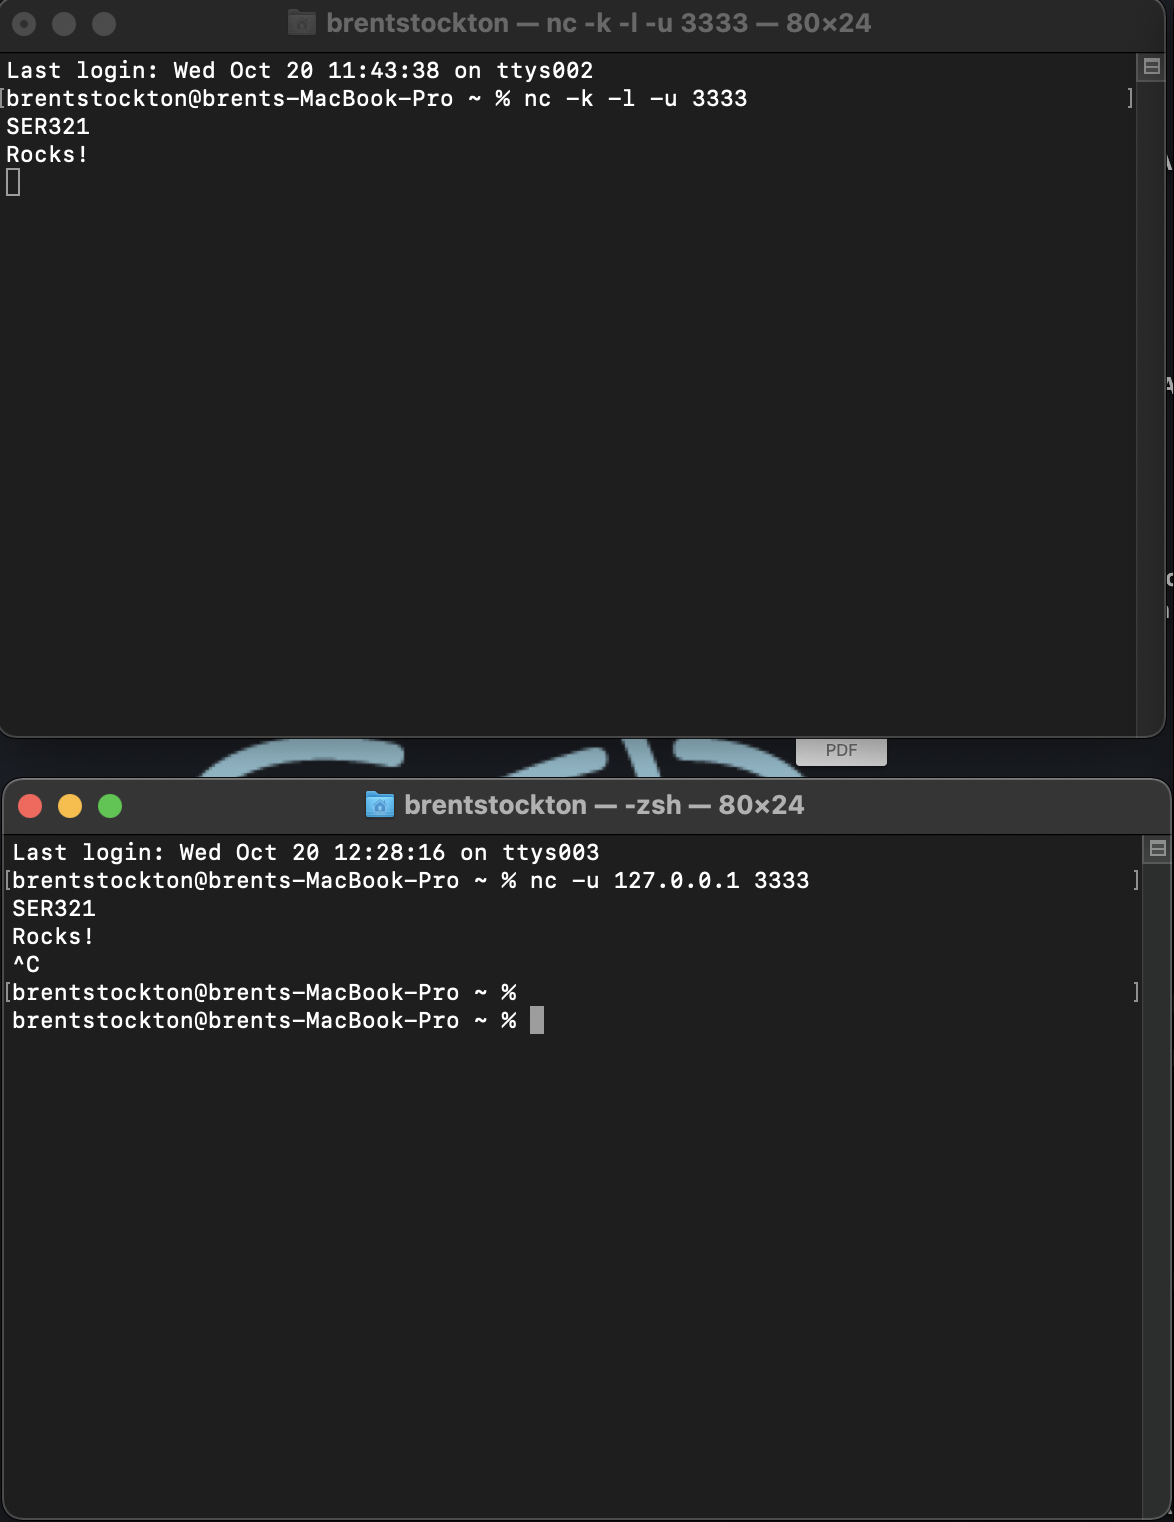 brentstockton — nc -k -l -u 3333 — 80×24
Last login: Wed Oct 20 11:43:38 on ttys002
[brentstockton@brents-MacBook-Pro ~ % nc -k -l -u 3333 ]
SER321
Rocks!
PDF
brentstockton — -zsh — 80×24
Last login: Wed Oct 20 12:28:16 on ttys003
[brentstockton@brents-MacBook-Pro ~ % nc -u 127.0.0.1 3333 ]
SER321
Rocks!
^C
[brentstockton@brents-MacBook-Pro ~ % ]
brentstockton@brents-MacBook-Pro ~ %